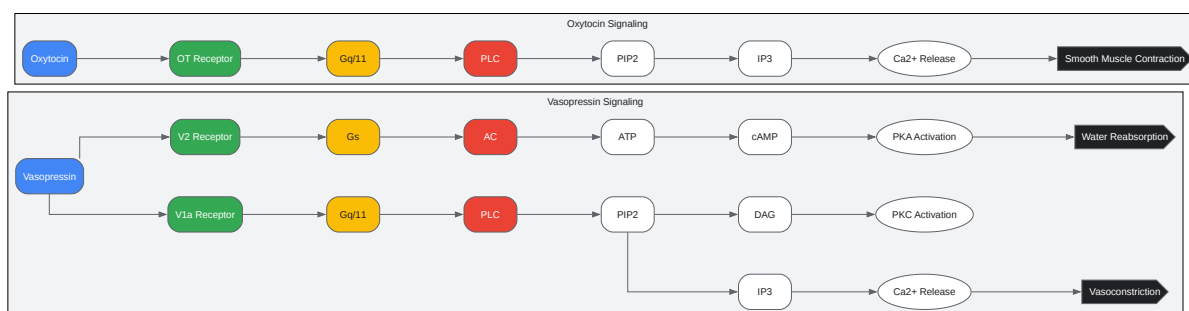 Oxytocin Signaling
Oxytocin
OT Receptor
Gq/11
PLC
PIP2
IP3
Ca2+ Release
Smooth Muscle Contraction
Vasopressin Signaling
Vasopressin
V2 Receptor
Gs
AC
ATP
cAMP
PKA Activation
Water Reabsorption
V1a Receptor
Gq/11
PLC
PIP2
DAG
PKC Activation
IP3
Ca2+ Release
Vasoconstriction